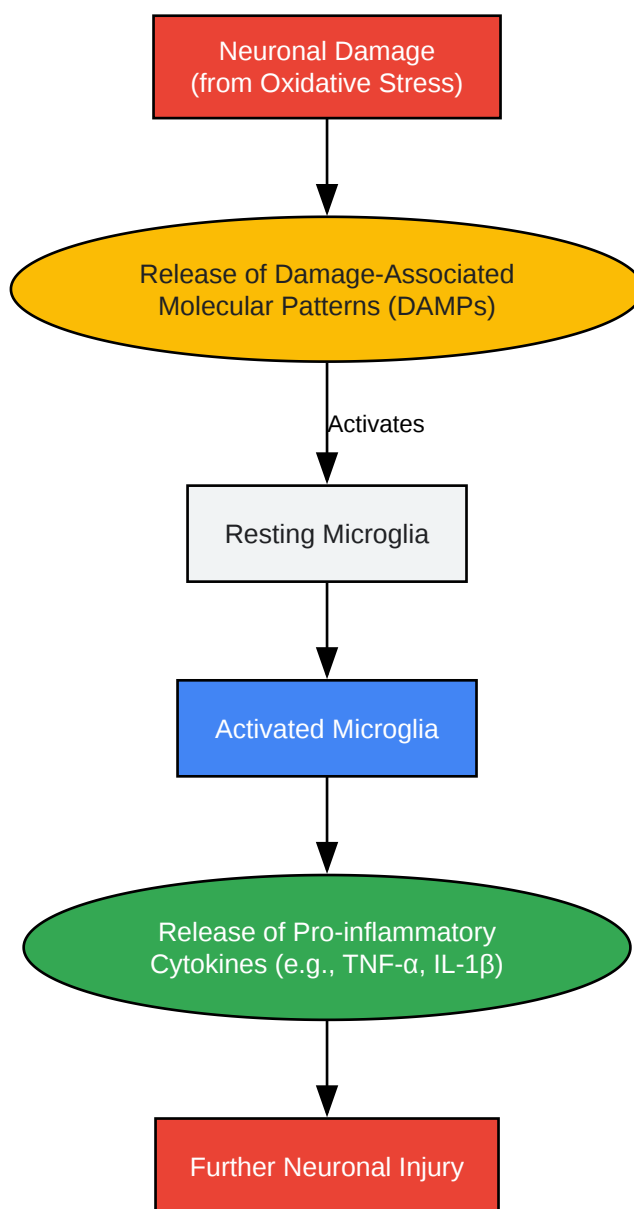 Neuronal Damage
(from Oxidative Stress)
Release of Damage-Associated
Molecular Patterns (DAMPs)
Activates
Resting Microglia
Activated Microglia
Release of Pro-inflammatory
Cytokines (e.g., TNF-α, IL-1β)
Further Neuronal Injury